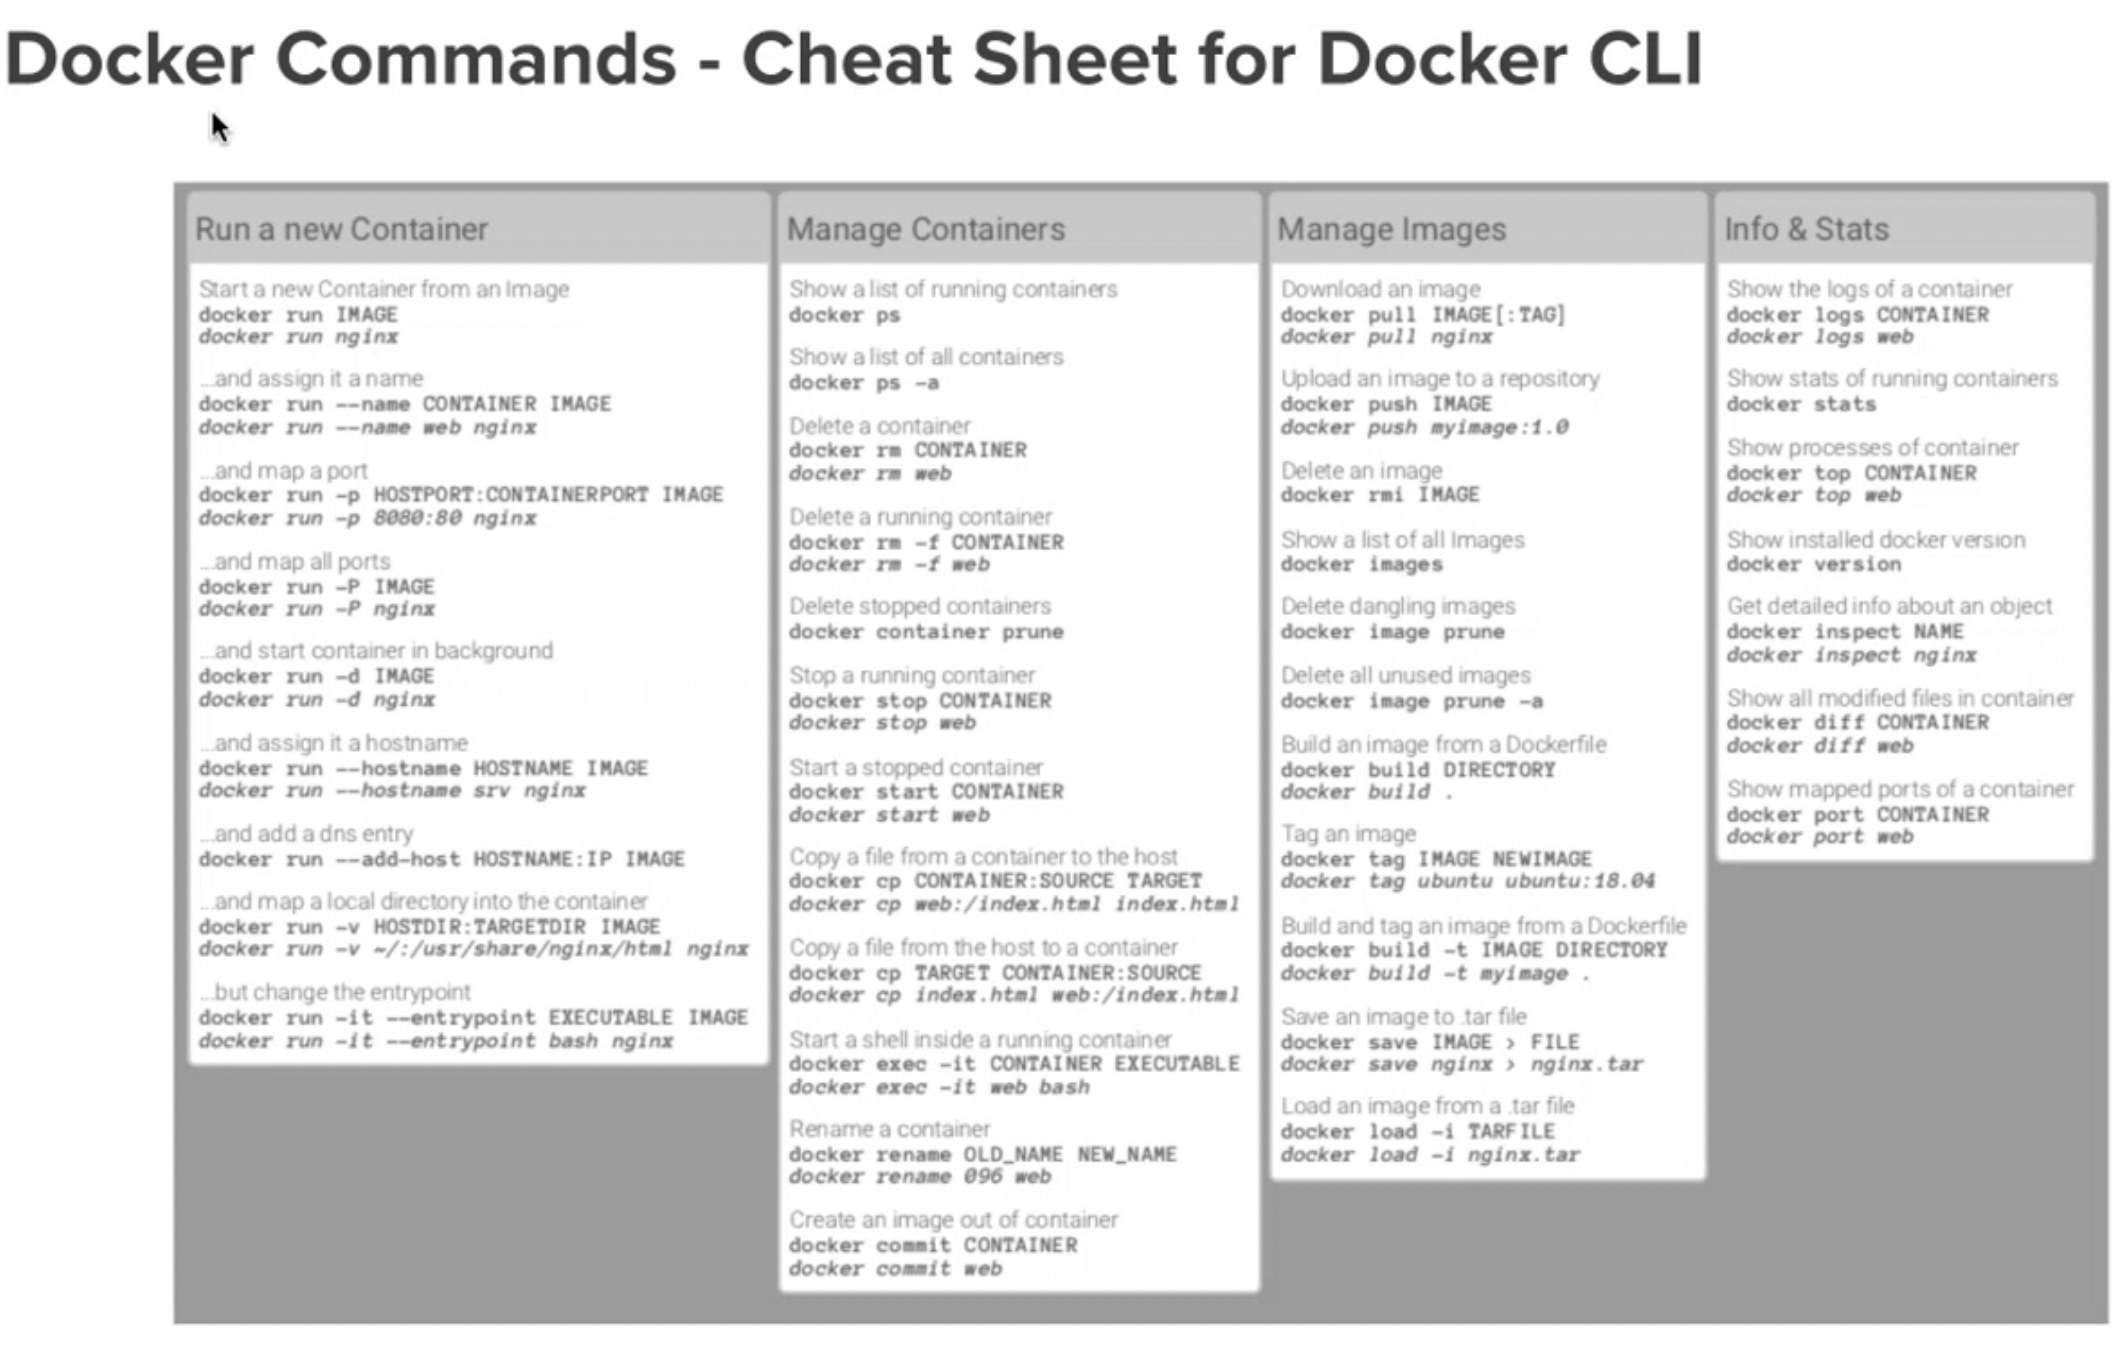 Docker Commands - Cheat Sheet for Docker CLI
Run a new Container
Start a new Container from an Image
docker run IMAGE
docker run nginx
...and assign it a name
docker run --name CONTAINER IMAGE
docker run --name web nginx
...and map a port
docker run -p HOSTPORT:CONTAINERPORT IMAGE
docker run -p 8080:80 nginx
...and map all ports
docker run -P IMAGE
docker run -P nginx
...and start container in background
docker run -d IMAGE
docker run -d nginx
...and assign it a hostname
docker run --hostname HOSTNAME IMAGE
docker run --hostname srv nginx
...and add a dns entry
docker run --add-host HOSTNAME:IP IMAGE
...and map a local directory into the container
docker run -v HOSTDIR:TARGETDIR IMAGE
docker run -v ~/:/usr/share/nginx/html nginx
...but change the entrypoint
docker run -it --entrypoint EXECUTABLE IMAGE
docker run -it --entrypoint bash nginx
Manage Containers
Show a list of running containers
docker ps
Show a list of all containers
docker ps -a
Delete a container
docker rm CONTAINER
docker rm web
Delete a running container
docker rm -f CONTAINER
docker rm -f web
Delete stopped containers
docker container prune
Stop a running container
docker stop CONTAINER
docker stop web
Start a stopped container
docker start CONTAINER
docker start web
Copy a file from a container to the host
docker cp CONTAINER:SOURCE TARGET
docker cp web:/index.html index.html
Copy a file from the host to a container
docker cp TARGET CONTAINER:SOURCE
docker cp index.html web:/index.html
Start a shell inside a running container
docker exec -it CONTAINER EXECUTABLE
docker exec -it web bash
Rename a container
docker rename OLD_NAME NEW_NAME
docker rename 096 web
Create an image out of container
docker commit CONTAINER
docker commit web
Manage Images
Download an image
docker pull IMAGE[:TAG]
docker pull nginx
Upload an image to a repository
docker push IMAGE
docker push myimage:1.0
Delete an image
docker rmi IMAGE
Show a list of all Images
docker images
Delete dangling images
docker image prune
Delete all unused images
docker image prune -a
Build an image from a Dockerfile
docker build DIRECTORY
docker build .
Tag an image
docker tag IMAGE NEWIMAGE
docker tag ubuntu ubuntu:18.04
Build and tag an image from a Dockerfile
docker build -t IMAGE DIRECTORY
docker build -t myimage .
Save an image to .tar file
docker save IMAGE > FILE
docker save nginx > nginx.tar
Load an image from a .tar file
docker load -i TARFILE
docker load -i nginx.tar
Info & Stats
Show the logs of a container
docker logs CONTAINER
docker logs web
Show stats of running containers
docker stats
Show processes of container
docker top CONTAINER
docker top web
Show installed docker version
docker version
Get detailed info about an object
docker inspect NAME
docker inspect nginx
Show all modified files in container
docker diff CONTAINER
docker diff web
Show mapped ports of a container
docker port CONTAINER
docker port web